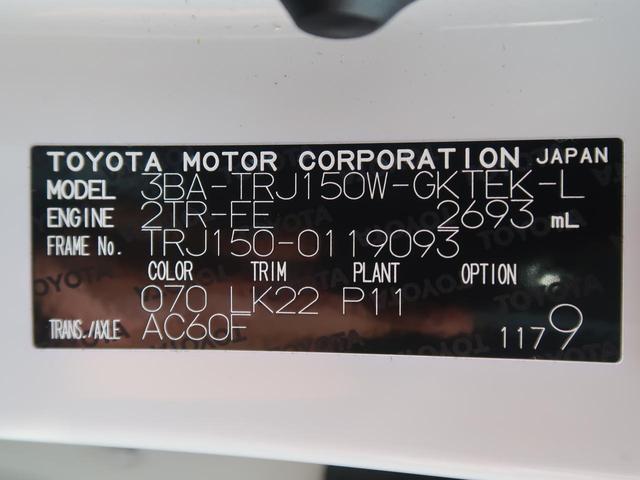 TOYOTA MOTOR CORPORATION JAPAN
MODEL 3BA-TRJ150W-GKTEK-L
ENGINE 2TR-FE 2693 mL
FRAME No. TRJ150-0119093
COLOR TRIM PLANT OPTION
070 LK22 P11
TRANS./AXLE AC60F
1179